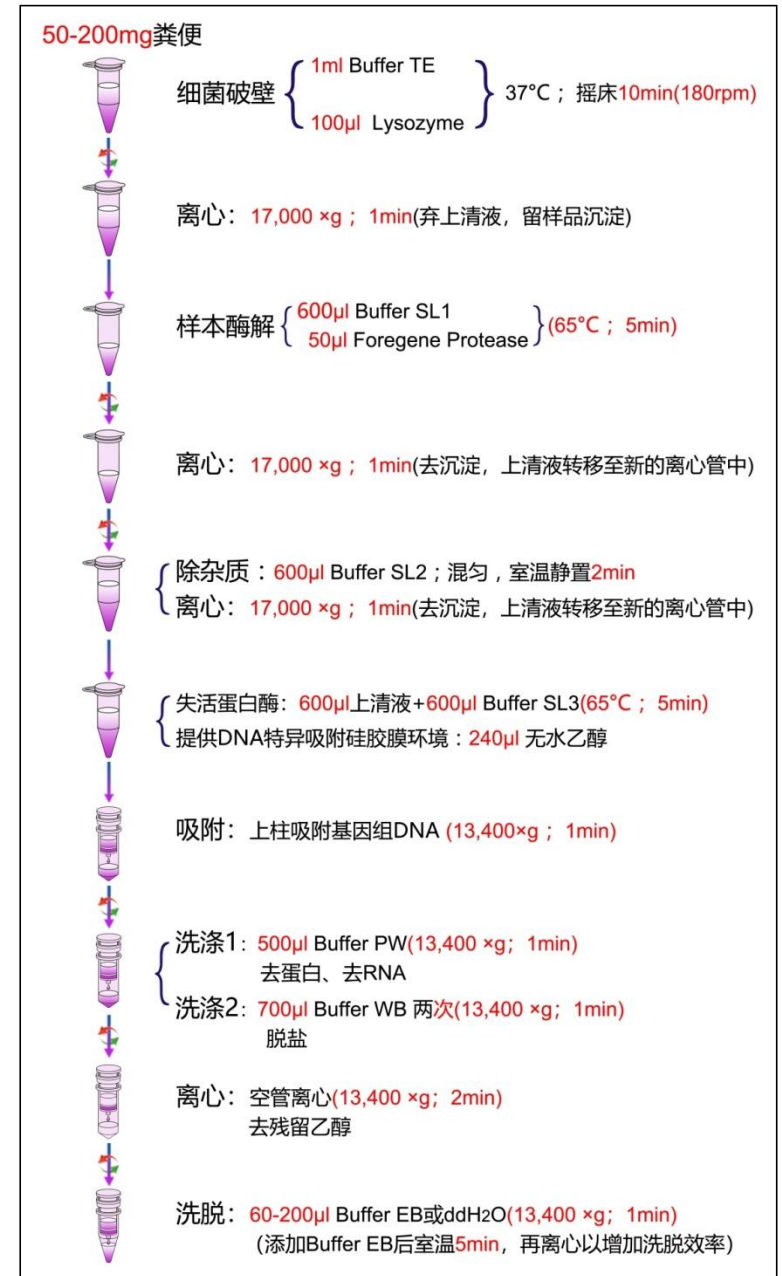 50-200mg粪便
细菌破壁
1ml Buffer TE
100µl Lysozyme
37°C ; 摇床10min(180rpm)
离心：17,000 ×g ; 1min(弃上清液，留样品沉淀)
样本酶解
600µl Buffer SL1
50µl Foregene Protease
(65°C ; 5min)
离心：17,000 ×g ; 1min(去沉淀，上清液转移至新的离心管中)
除杂质：600µl Buffer SL2 ; 混匀 , 室温静置2min
离心：17,000 ×g ; 1min(去沉淀，上清液转移至新的离心管中)
失活蛋白酶：600µl上清液+600µl Buffer SL3(65°C ; 5min)
提供DNA特异吸附硅胶膜环境：240µl 无水乙醇
吸附：上柱吸附基因组DNA (13,400×g ; 1min)
洗涤1：500µl Buffer PW(13,400 ×g; 1min)
去蛋白、去RNA
洗涤2：700µl Buffer WB 两次(13,400 ×g; 1min)
脱盐
离心：空管离心(13,400 ×g; 2min)
去残留乙醇
洗脱：60-200µl Buffer EB或ddH2O(13,400 ×g; 1min)
（添加Buffer EB后室温5min，再离心以增加洗脱效率）